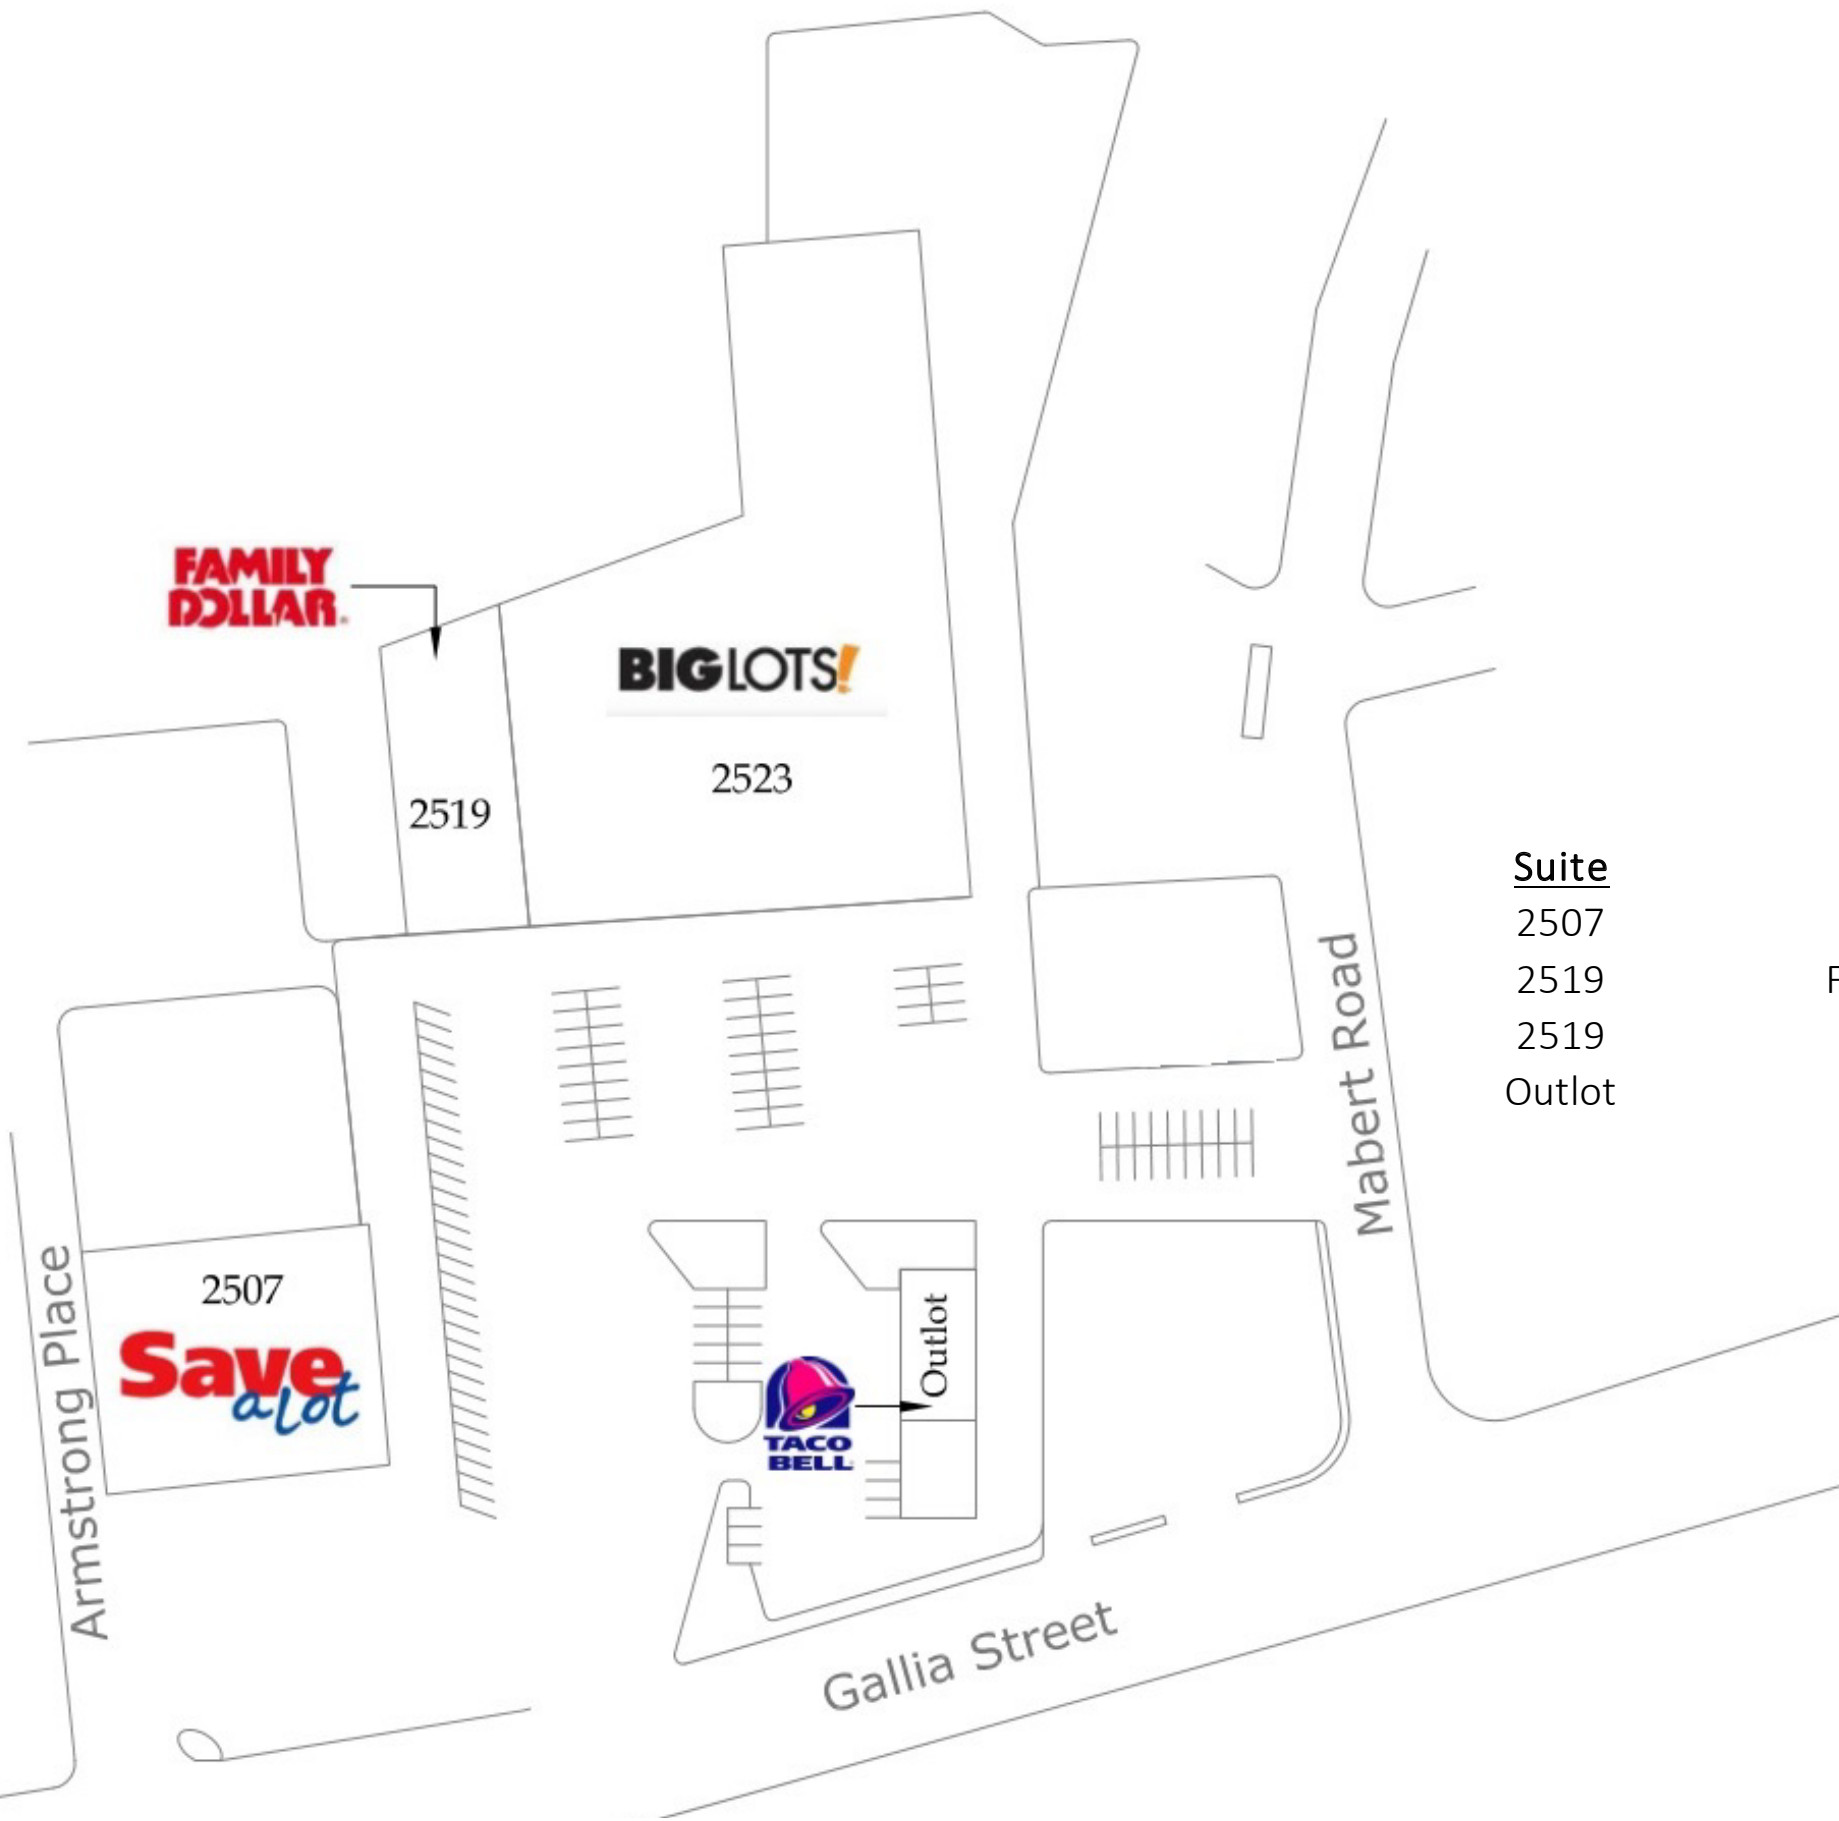 FAMILY
DOLLAR
BIG LOTS!
2523
2519
Suite
2507
2519
F
2519
Outlot
Mabert Road
Armstrong Place
2507
Save
a lot
Outlot
TACO
BELL
Gallia Street